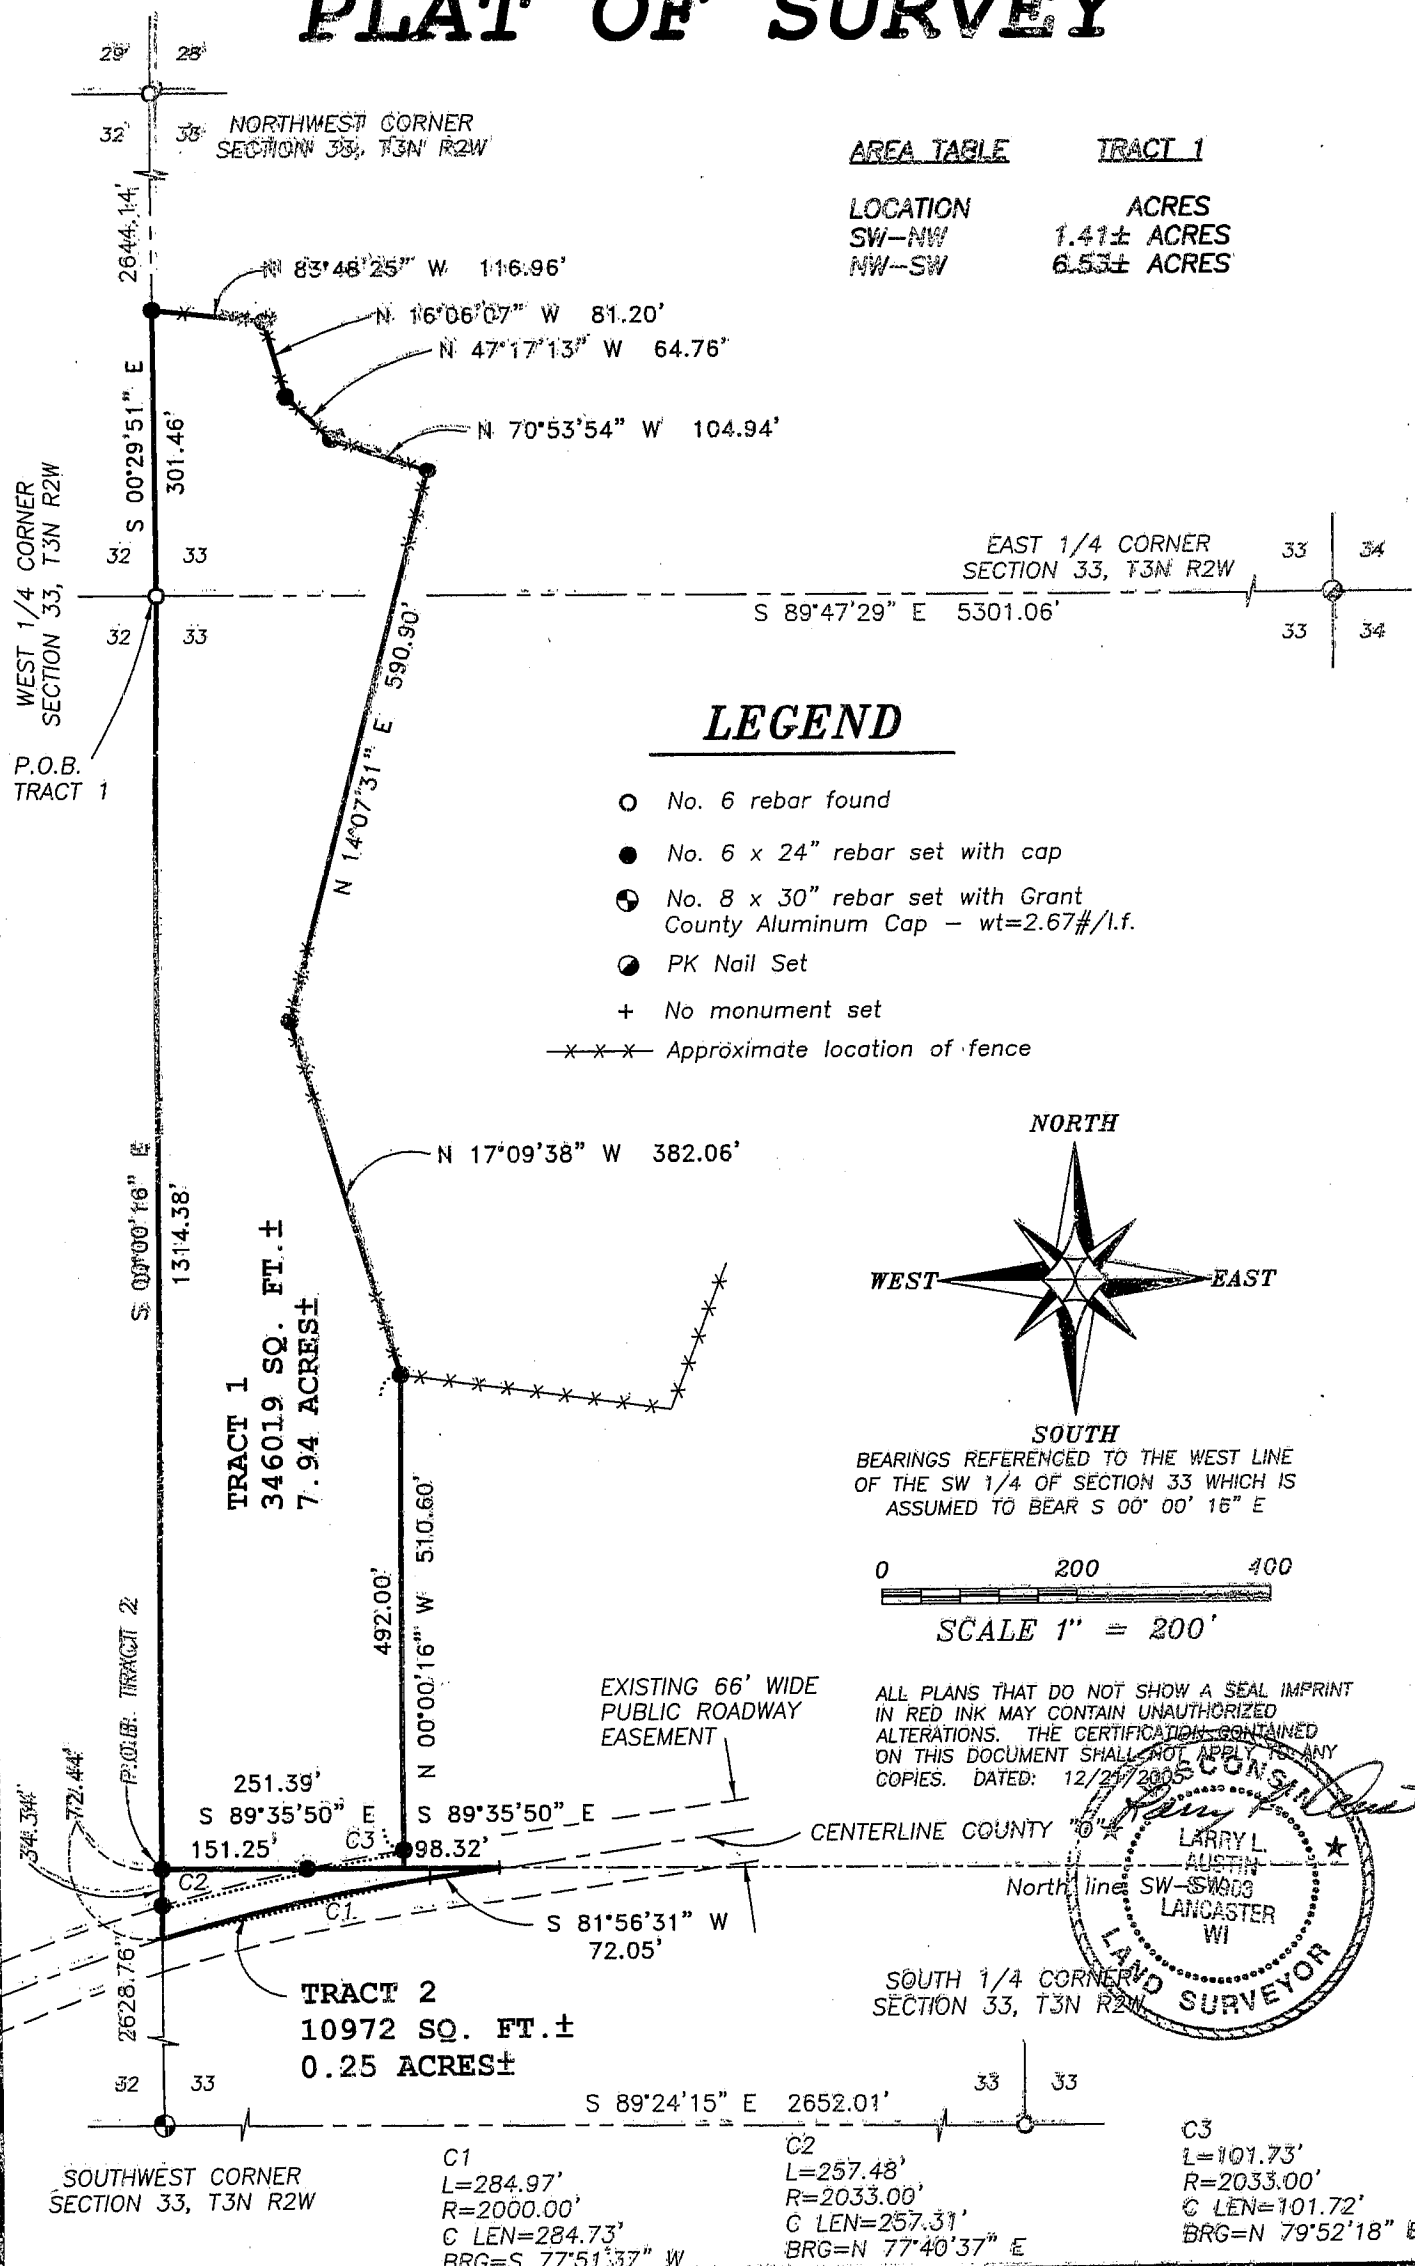 PLAT OF SURVEY
29 28
32 33
NORTHWEST CORNER
SECTION 33, T3N R2W
AREA TABLE TRACT 1
LOCATION ACRES
SW-NW 1.41± ACRES
NW-SW 6.53± ACRES
2644.14'
N 83°48'25" W 116.96'
N 16°06'07" W 81.20'
N 47°17'13" W 64.76'
N 70°53'54" W 104.94'
S 00°29'51" E
301.46'
WEST 1/4 CORNER
SECTION 33, T3N R2W
32 33
32 33
P.O.B.
TRACT 1
EAST 1/4 CORNER
SECTION 33, T3N R2W
33 34
33 34
S 89°47'29" E 5301.06'
N 14°07'31" E 590.90'
LEGEND
No. 6 rebar found
No. 6 x 24" rebar set with cap
No. 8 x 30" rebar set with Grant
County Aluminum Cap - wt=2.67#/l.f.
PK Nail Set
+ No monument set
Approximate location of fence
N 17°09'38" W 382.06'
S 00°00'16" E
1314.38'
TRACT 1
346019 SQ. FT.±
7.94 ACRES±
NORTH
WEST EAST
SOUTH
BEARINGS REFERENCED TO THE WEST LINE
OF THE SW 1/4 OF SECTION 33 WHICH IS
ASSUMED TO BEAR S 00° 00' 16" E
0 200 400
SCALE 1" = 200'
492.00'
N 00°00'16" W 510.60'
EXISTING 66' WIDE
PUBLIC ROADWAY
EASEMENT
ALL PLANS THAT DO NOT SHOW A SEAL IMPRINT
IN RED INK MAY CONTAIN UNAUTHORIZED
ALTERATIONS. THE CERTIFICATION CONTAINED
ON THIS DOCUMENT SHALL NOT APPLY TO ANY
COPIES. DATED: 12/21/2005
P.O.B. TRACT 2
34.34'
72.44'
251.39'
S 89°35'50" E
151.25'
S 89°35'50" E
98.32'
C3
C2
C1
CENTERLINE COUNTY "O"
North line SW-SW
S 81°56'31" W
72.05'
WISCONSIN
LARRY L.
AUSTIN
LANCASTER
WI
LAND SURVEYOR
TRACT 2
10972 SQ. FT.±
0.25 ACRES±
2628.76'
SOUTH 1/4 CORNER
SECTION 33, T3N R2W
32 33
33 33
S 89°24'15" E 2652.01'
SOUTHWEST CORNER
SECTION 33, T3N R2W
C1
L=284.97'
R=2000.00'
C LEN=284.73'
BRG=S 77°51'37" W
C2
L=257.48'
R=2033.00'
C LEN=257.31'
BRG=N 77°40'37" E
C3
L=101.73'
R=2033.00'
C LEN=101.72'
BRG=N 79°52'18" E